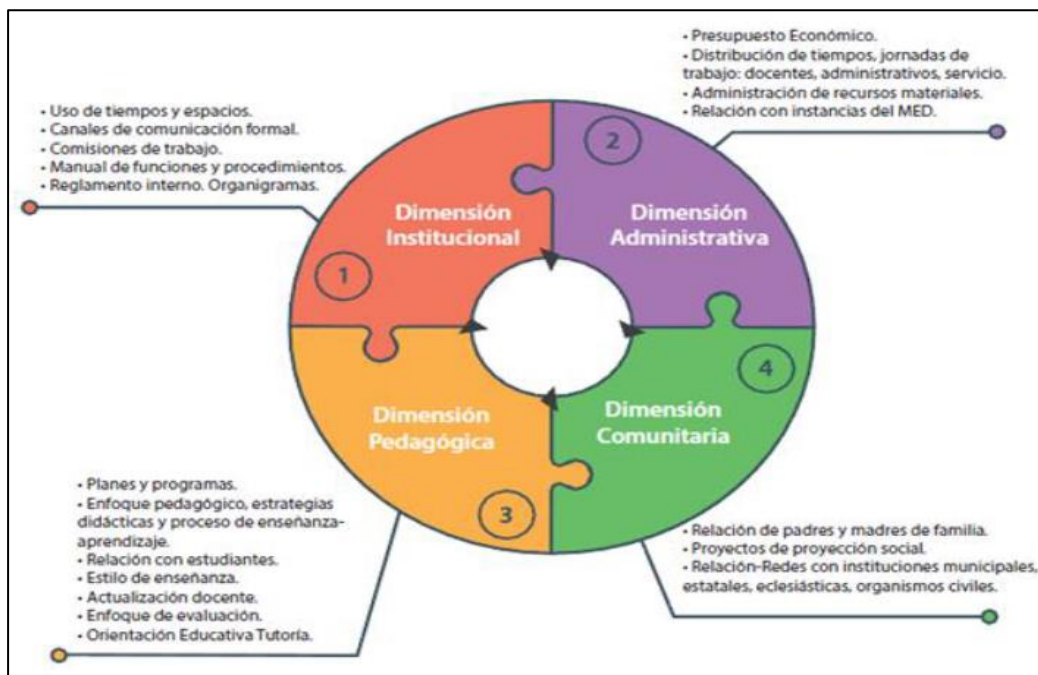 • Uso de tiempos y espacios.
• Canales de comunicación formal.
• Comisiones de trabajo.
• Manual de funciones y procedimientos.
• Reglamento interno. Organigramas.
1
Dimensión
Institucional
• Presupuesto Económico.
• Distribución de tiempos, jornadas de
trabajo: docentes, administrativos, servicio.
• Administración de recursos materiales.
• Relación con instancias del MED.
2
Dimensión
Administrativa
3
Dimensión
Pedagógica
• Planes y programas.
• Enfoque pedagógico, estrategias
didácticas y proceso de enseñanza-
aprendizaje.
• Relación con estudiantes.
• Estilo de enseñanza.
• Actualización docente.
• Enfoque de evaluación.
• Orientación Educativa Tutoría.
4
Dimensión
Comunitaria
• Relación de padres y madres de familia.
• Proyectos de proyección social.
• Relación-Redes con instituciones municipales,
estatales, eclesiásticas, organismos civiles.